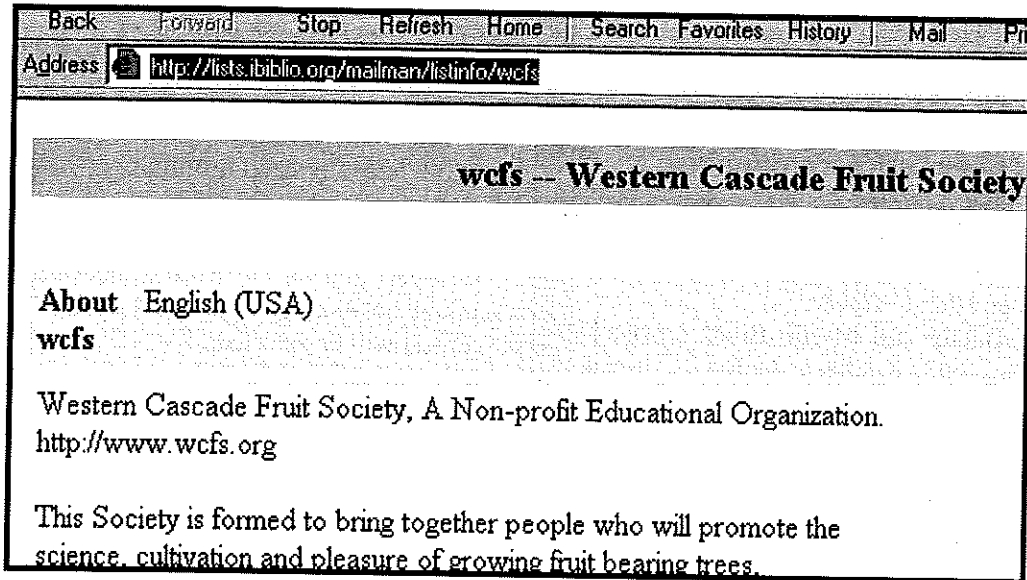 Back Forward Stop Refresh Home Search Favorites History Mail Pri
Address http://lists.ibiblio.org/mailman/listinfo/wcfs
wcfs -- Western Cascade Fruit Society
About English (USA)
wcfs
Western Cascade Fruit Society, A Non-profit Educational Organization.
http://www.wcfs.org
This Society is formed to bring together people who will promote the
science, cultivation and pleasure of growing fruit bearing trees,